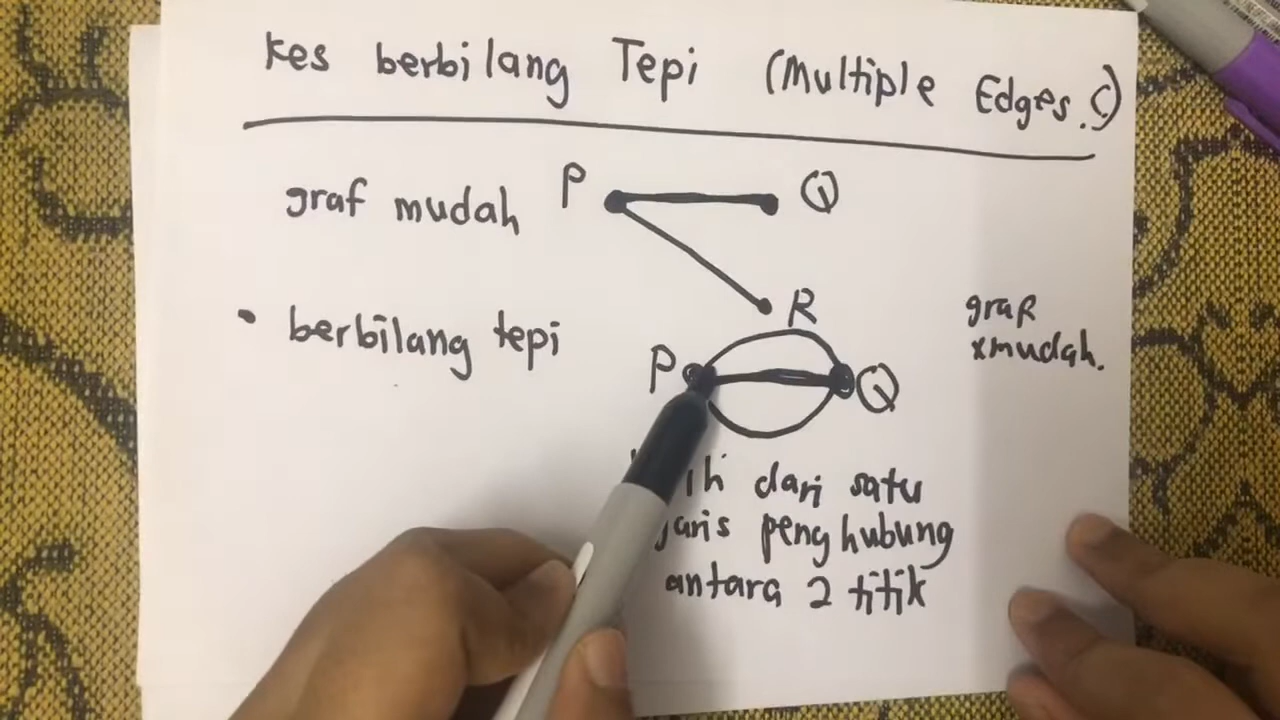 Kes berbilang Tepi (Multiple Edges.)
graf mudah P Q
R
graf
xmudah.
berbilang tepi
P Q
dari satu
penghubung
antara 2 titik